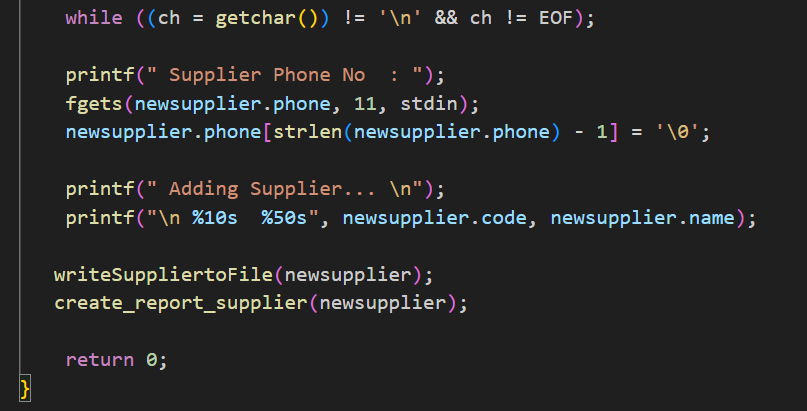 while ((ch = getchar()) != '\n' && ch != EOF);
printf(" Supplier Phone No  : ");
fgets(newsupplier.phone, 11, stdin);
newsupplier.phone[strlen(newsupplier.phone) - 1] = '\0';
printf(" Adding Supplier... \n");
printf("\n %10s  %50s", newsupplier.code, newsupplier.name);
writeSuppliertoFile(newsupplier);
create_report_supplier(newsupplier);
return 0;
}